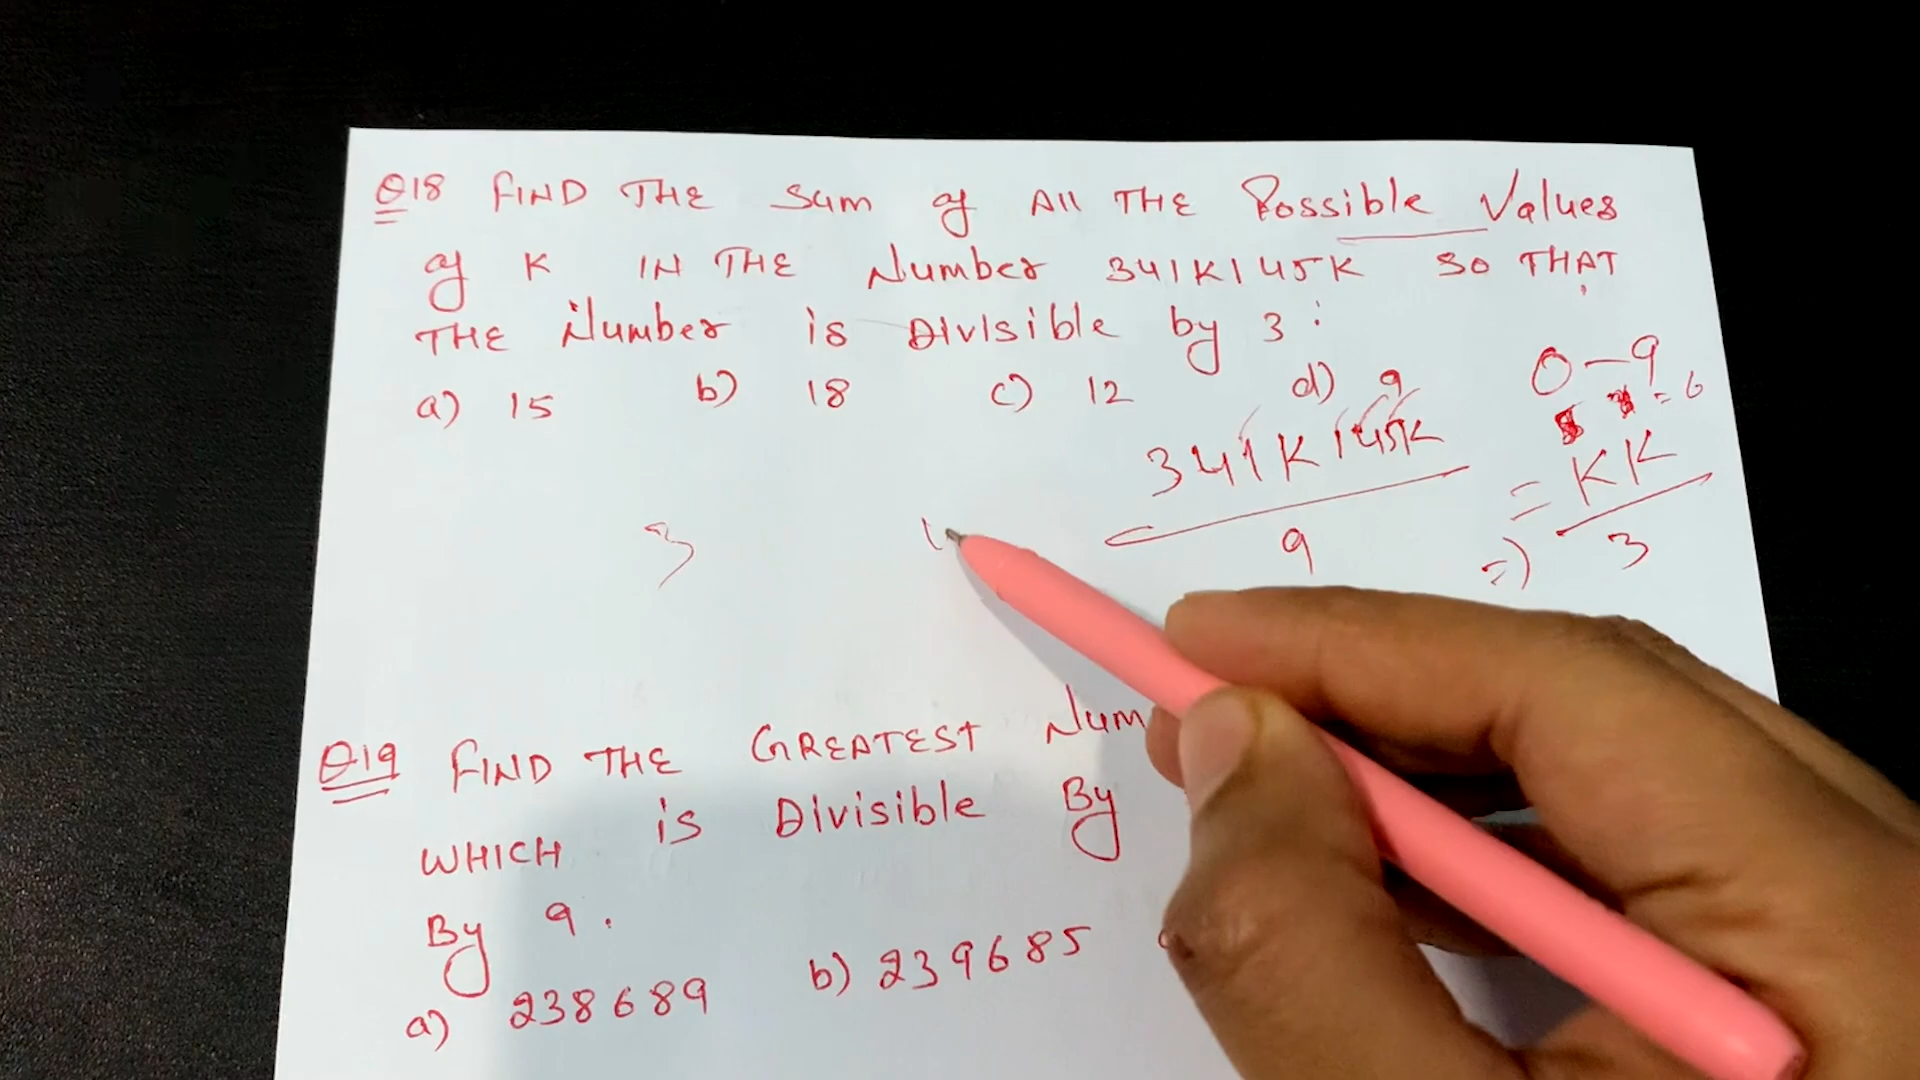 Q18 FIND THE Sum of All THE Possible Values
of K IN THE Number 341K145K SO THAT
THE Number is Divisible by 3:
a) 15 b) 18 c) 12 d) 9
0-9
= 6
341K145K
9
= KK
3
=)
3
Q19 FIND THE GREATEST Num
WHICH is Divisible By
By 9.
a) 238689 b) 239685